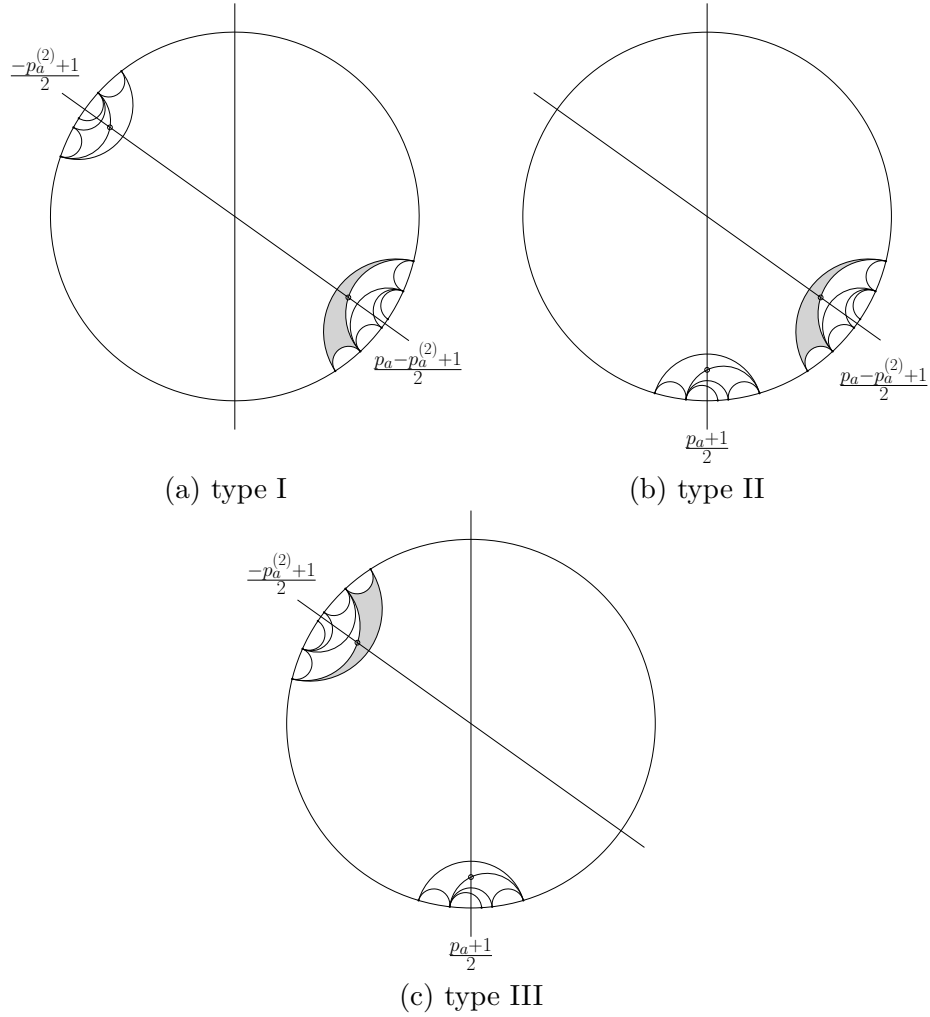 $\frac{-p_a^{(2)}+1}{2}$
$\frac{p_a-p_a^{(2)}+1}{2}$
(a) type I
$\frac{p_a-p_a^{(2)}+1}{2}$
$\frac{p_a+1}{2}$
(b) type II
$\frac{-p_a^{(2)}+1}{2}$
$\frac{p_a+1}{2}$
(c) type III